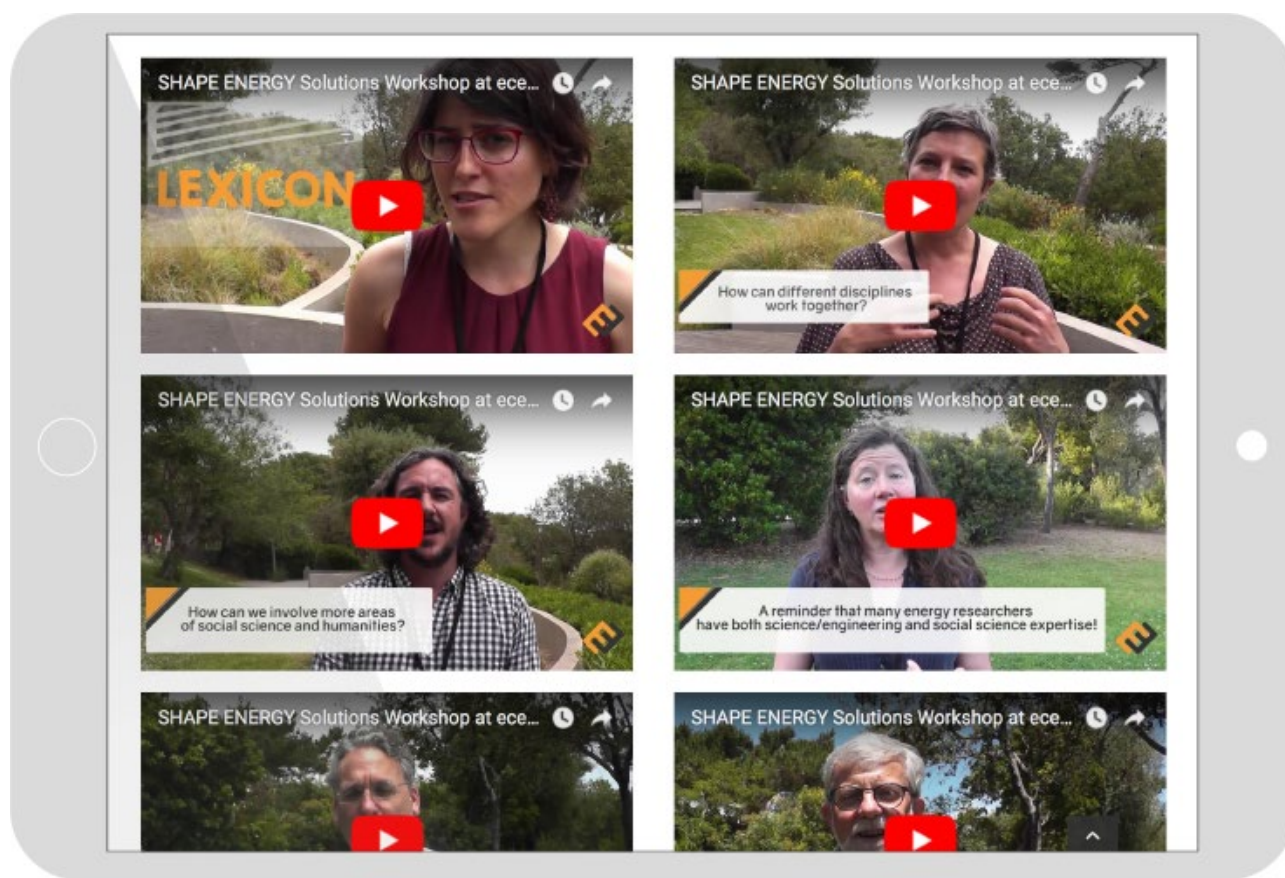 SHAPE ENERGY Solutions Workshop at ece...
LEXICON
SHAPE ENERGY Solutions Workshop at ece...
How can different disciplines
work together?
SHAPE ENERGY Solutions Workshop at ece...
How can we involve more areas
of social science and humanities?
SHAPE ENERGY Solutions Workshop at ece...
A reminder that many energy researchers
have both science/engineering and social science expertise!
SHAPE ENERGY Solutions Workshop at ece...
SHAPE ENERGY Solutions Workshop at ece...